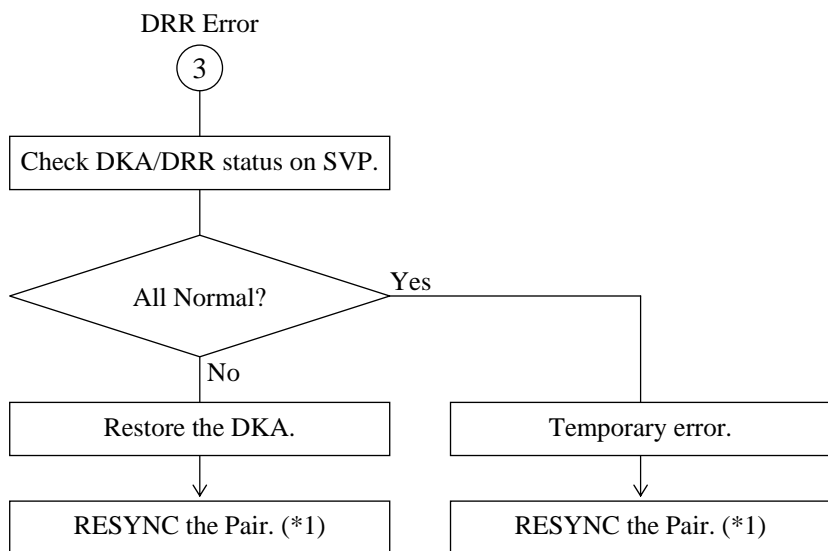 DRR Error
3
Check DKA/DRR status on SVP.
All Normal?
Yes
No
Restore the DKA.
Temporary error.
RESYNC the Pair. (*1)
RESYNC the Pair. (*1)